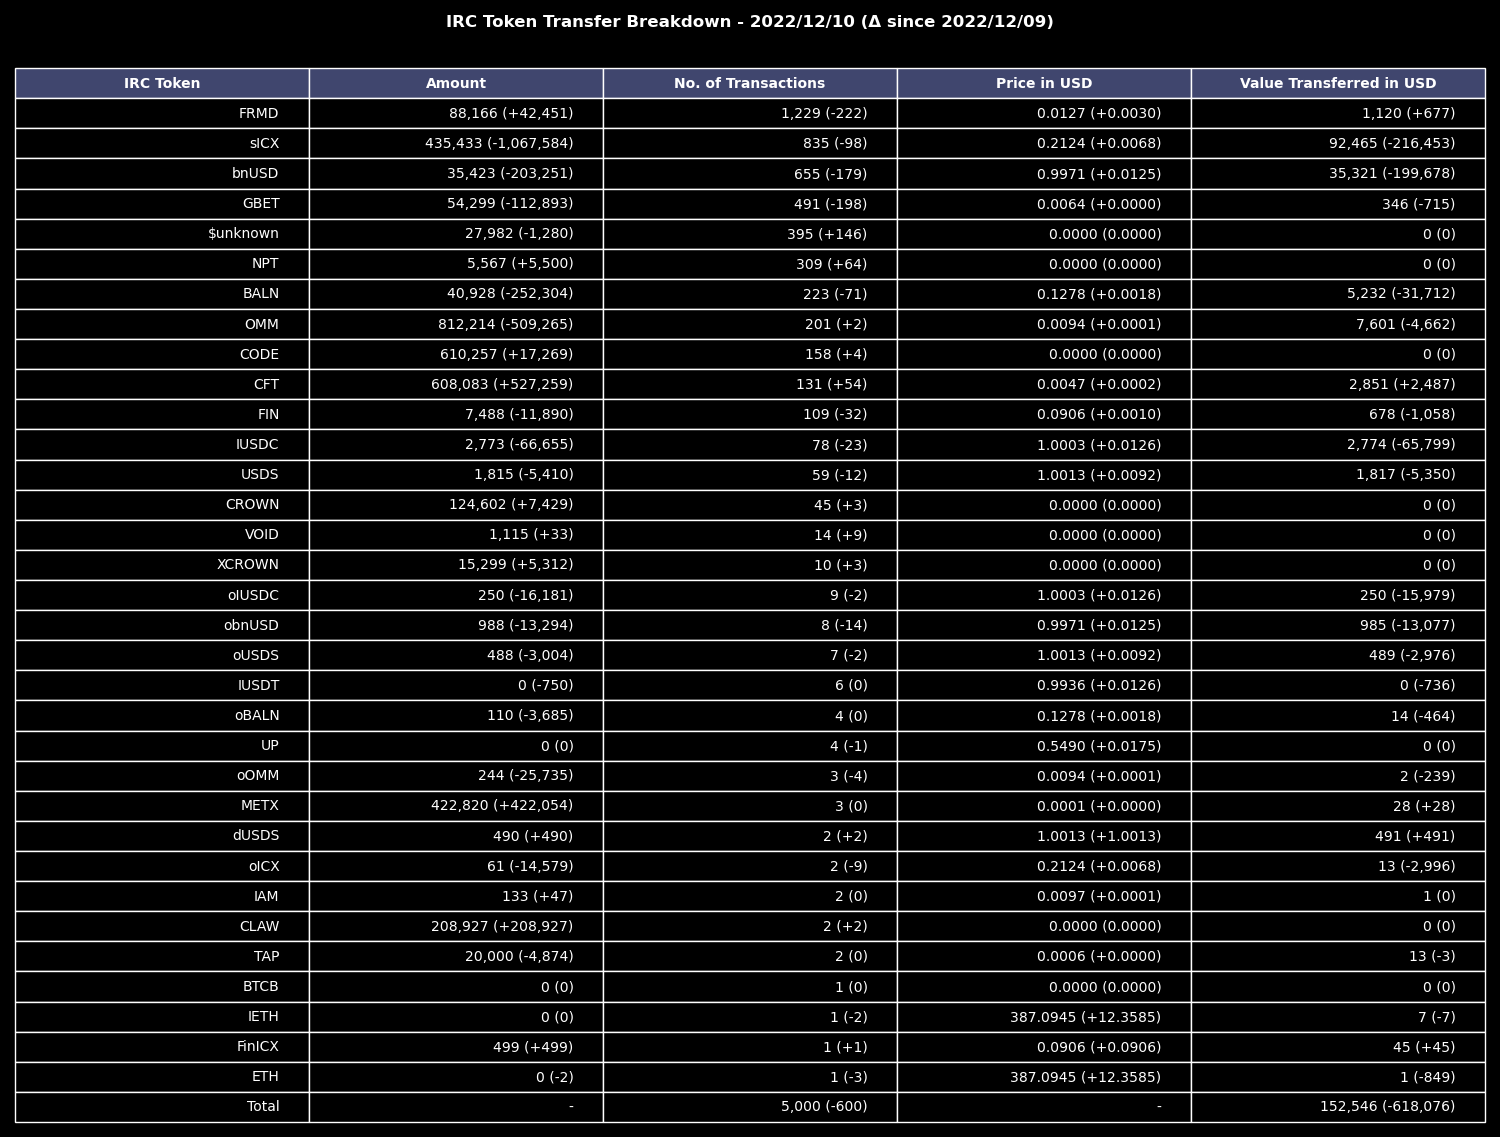 IRC Token Transfer Breakdown - 2022/12/10 (Δ since 2022/12/09)
IRC Token Amount No. of Transactions Price in USD Value Transferred in USD
FRMD 88,166 (+42,451) 1,229 (-222) 0.0127 (+0.0030) 1,120 (+677)
sICX 435,433 (-1,067,584) 835 (-98) 0.2124 (+0.0068) 92,465 (-216,453)
bnUSD 35,423 (-203,251) 655 (-179) 0.9971 (+0.0125) 35,321 (-199,678)
GBET 54,299 (-112,893) 491 (-198) 0.0064 (+0.0000) 346 (-715)
$unknown 27,982 (-1,280) 395 (+146) 0.0000 (0.0000) 0 (0)
NPT 5,567 (+5,500) 309 (+64) 0.0000 (0.0000) 0 (0)
BALN 40,928 (-252,304) 223 (-71) 0.1278 (+0.0018) 5,232 (-31,712)
OMM 812,214 (-509,265) 201 (+2) 0.0094 (+0.0001) 7,601 (-4,662)
CODE 610,257 (+17,269) 158 (+4) 0.0000 (0.0000) 0 (0)
CFT 608,083 (+527,259) 131 (+54) 0.0047 (+0.0002) 2,851 (+2,487)
FIN 7,488 (-11,890) 109 (-32) 0.0906 (+0.0010) 678 (-1,058)
IUSDC 2,773 (-66,655) 78 (-23) 1.0003 (+0.0126) 2,774 (-65,799)
USDS 1,815 (-5,410) 59 (-12) 1.0013 (+0.0092) 1,817 (-5,350)
CROWN 124,602 (+7,429) 45 (+3) 0.0000 (0.0000) 0 (0)
VOID 1,115 (+33) 14 (+9) 0.0000 (0.0000) 0 (0)
XCROWN 15,299 (+5,312) 10 (+3) 0.0000 (0.0000) 0 (0)
oIUSDC 250 (-16,181) 9 (-2) 1.0003 (+0.0126) 250 (-15,979)
obnUSD 988 (-13,294) 8 (-14) 0.9971 (+0.0125) 985 (-13,077)
oUSDS 488 (-3,004) 7 (-2) 1.0013 (+0.0092) 489 (-2,976)
IUSDT 0 (-750) 6 (0) 0.9936 (+0.0126) 0 (-736)
oBALN 110 (-3,685) 4 (0) 0.1278 (+0.0018) 14 (-464)
UP 0 (0) 4 (-1) 0.5490 (+0.0175) 0 (0)
oOMM 244 (-25,735) 3 (-4) 0.0094 (+0.0001) 2 (-239)
METX 422,820 (+422,054) 3 (0) 0.0001 (+0.0000) 28 (+28)
dUSDS 490 (+490) 2 (+2) 1.0013 (+1.0013) 491 (+491)
oICX 61 (-14,579) 2 (-9) 0.2124 (+0.0068) 13 (-2,996)
IAM 133 (+47) 2 (0) 0.0097 (+0.0001) 1 (0)
CLAW 208,927 (+208,927) 2 (+2) 0.0000 (0.0000) 0 (0)
TAP 20,000 (-4,874) 2 (0) 0.0006 (+0.0000) 13 (-3)
BTCB 0 (0) 1 (0) 0.0000 (0.0000) 0 (0)
IETH 0 (0) 1 (-2) 387.0945 (+12.3585) 7 (-7)
FinICX 499 (+499) 1 (+1) 0.0906 (+0.0906) 45 (+45)
ETH 0 (-2) 1 (-3) 387.0945 (+12.3585) 1 (-849)
Total - 5,000 (-600) - 152,546 (-618,076)